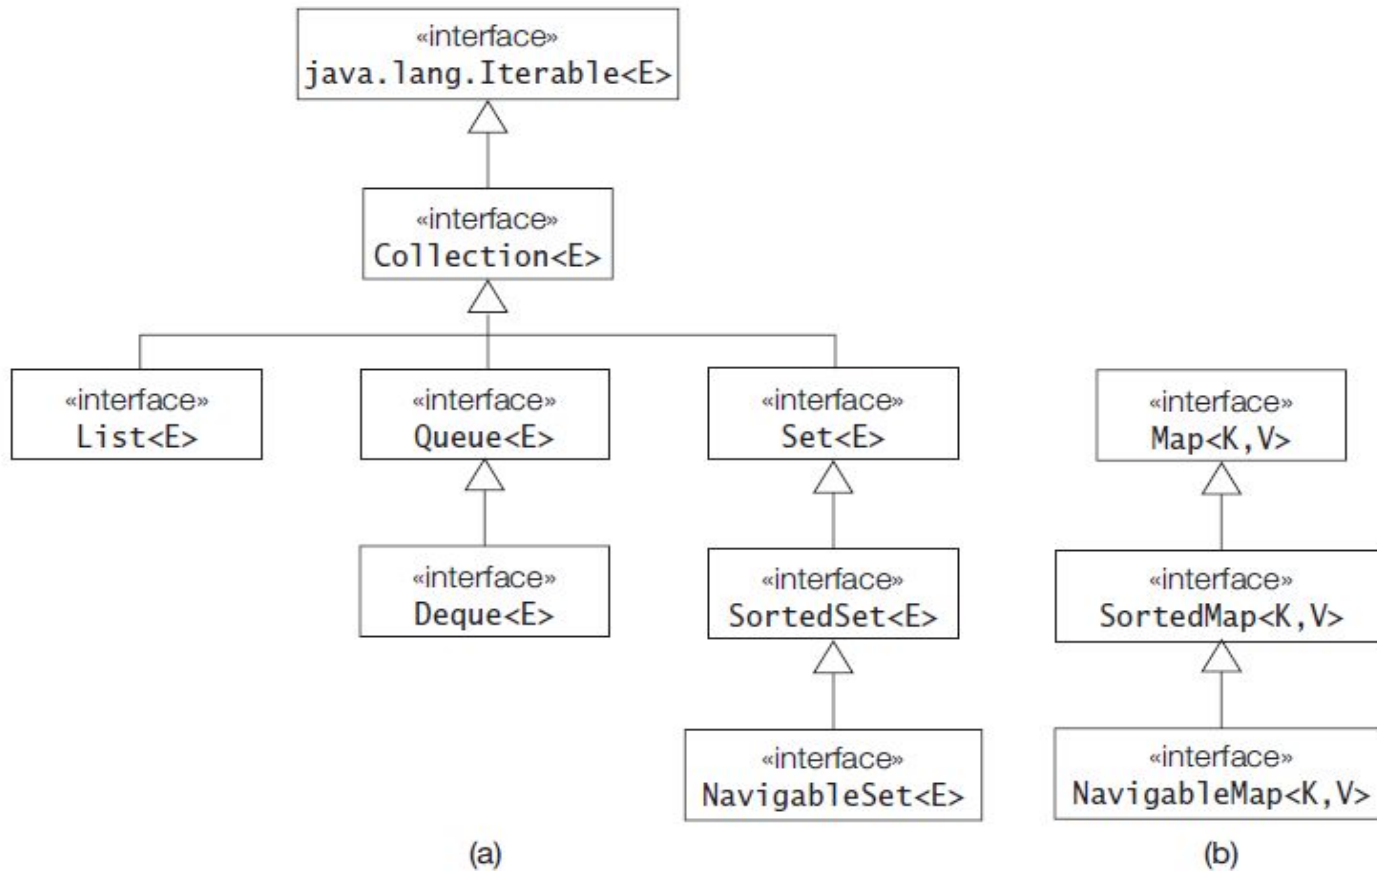 «interface»
java.lang.Iterable<E>
«interface»
Collection<E>
«interface»
List<E>
«interface»
Queue<E>
«interface»
Set<E>
«interface»
Map<K,V>
«interface»
Deque<E>
«interface»
SortedSet<E>
«interface»
SortedMap<K,V>
«interface»
NavigableSet<E>
«interface»
NavigableMap<K,V>
(a)
(b)